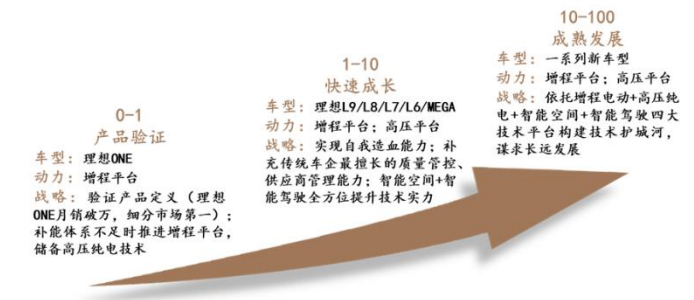 0-1
产品验证
车型：理想ONE
动力：增程平台
战略：验证产品定义（理想
ONE月销破万，细分市场第一）；
补能体系不足时推进增程平台，
储备高压纯电技术
1-10
快速成长
车型：理想L9/L8/L7/L6/MEGA
动力：增程平台；高压平台
战略：实现自我造血能力；补
充传统车企最擅长的质量管控、
供应商管理能力；智能空间+智
能驾驶全方位提升技术实力
10-100
成熟发展
车型：一系列新车型
动力：增程平台；高压平台
战略：依托增程电动+高压纯
电+智能空间+智能驾驶四大
技术平台构建技术护城河，
谋求长远发展